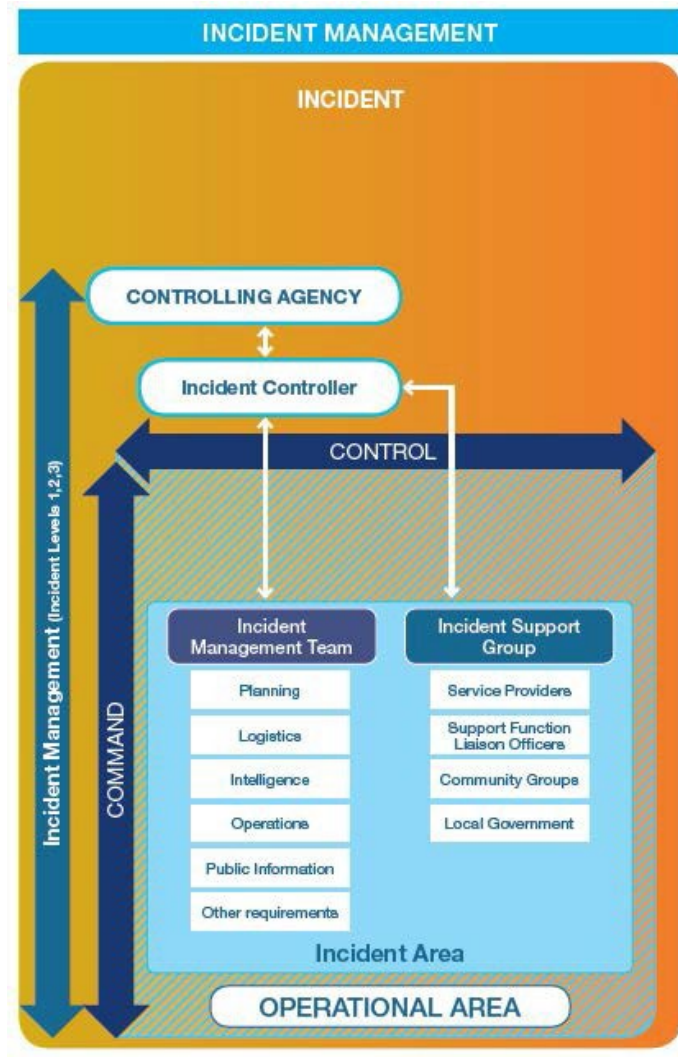 INCIDENT MANAGEMENT
INCIDENT
CONTROLLING AGENCY
Incident Controller
CONTROL
Incident Management (Incident Levels 1,2,3)
COMMAND
Incident
Management Team
Planning
Logistics
Intelligence
Operations
Public Information
Other requirements
Incident Support
Group
Service Providers
Support Function
Liaison Officers
Community Groups
Local Government
Incident Area
OPERATIONAL AREA